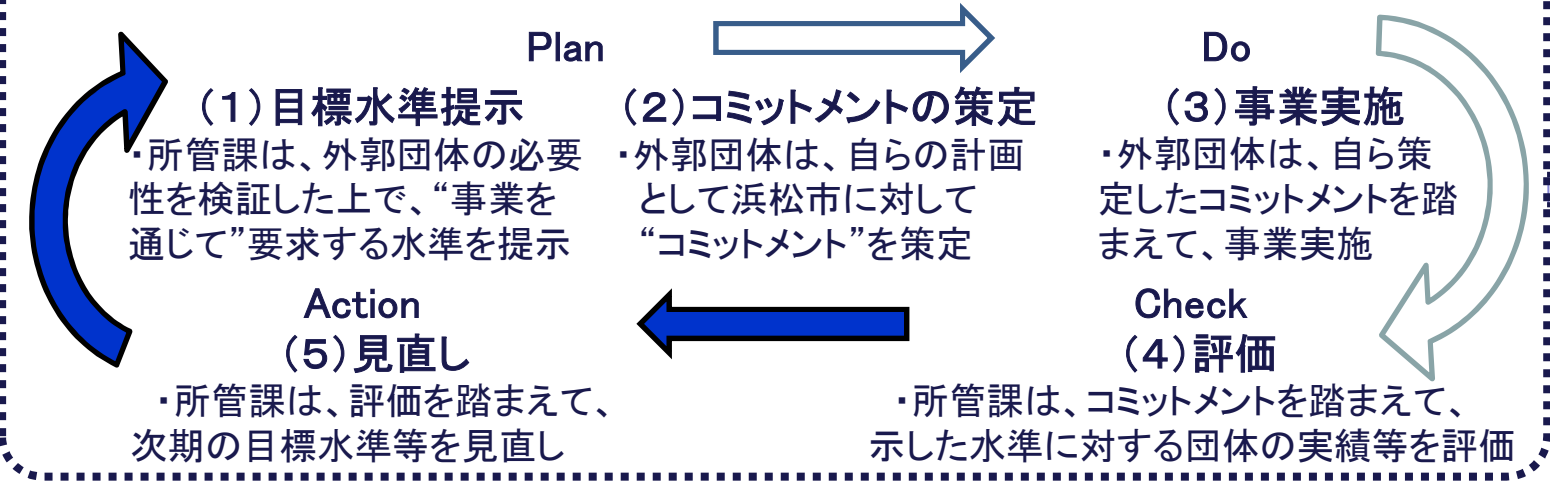 Plan
（１）目標水準提示
・所管課は、外郭団体の必要
性を検証した上で、“事業を
通じて”要求する水準を提示
（２）コミットメントの策定
・外郭団体は、自らの計画
として浜松市に対して
“コミットメント”を策定
Do
（３）事業実施
・外郭団体は、自ら策
定したコミットメントを踏
まえて、事業実施
Check
（４）評価
・所管課は、コミットメントを踏まえて、
示した水準に対する団体の実績等を評価
Action
（５）見直し
・所管課は、評価を踏まえて、
次期の目標水準等を見直し